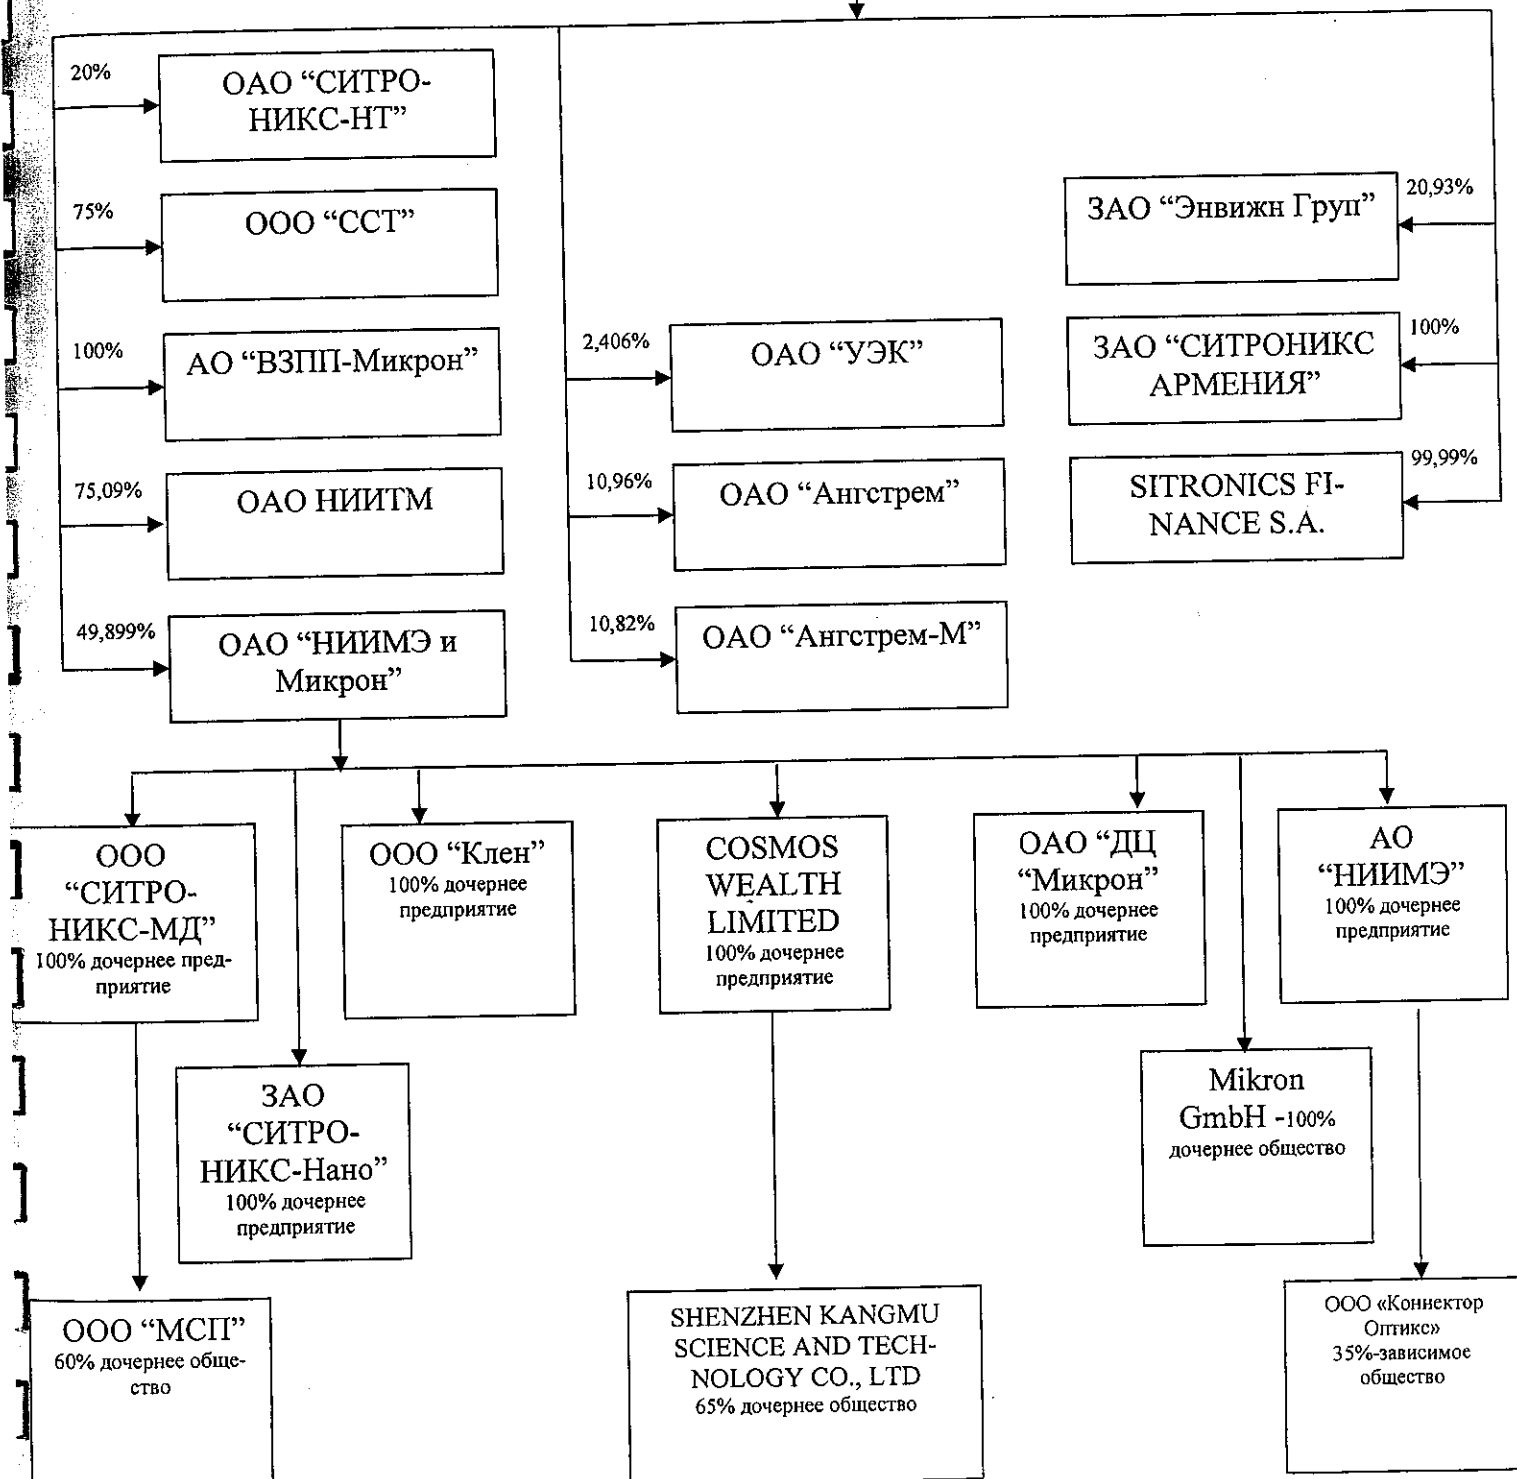 20%
ОАО “СИТРО-
НИКС-НТ”
75%
ООО “ССТ”
100%
АО “ВЗПП-Микрон”
75,09%
ОАО НИИТМ
49,899%
ОАО “НИИМЭ и
Микрон”
2,406%
ОАО “УЭК”
10,96%
ОАО “Ангстрем”
10,82%
ОАО “Ангстрем-М”
ЗАО “Энвижн Груп”
20,93%
ЗАО “СИТРОНИКС
АРМЕНИЯ”
100%
SITRONICS FI-
NANCE S.A.
99,99%
ООО
“СИТРО-
НИКС-МД”
100% дочернее пред-
приятие
ООО “Клен”
100% дочернее
предприятие
COSMOS
WEALTH
LIMITED
100% дочернее
предприятие
ОАО “ДЦ
“Микрон”
100% дочернее
предприятие
АО
“НИИМЭ”
100% дочернее
предприятие
ЗАО
“СИТРО-
НИКС-Нано”
100% дочернее
предприятие
Mikron
GmbH -100%
дочернее общество
ООО “МСП”
60% дочернее обще-
ство
SHENZHEN KANGMU
SCIENCE AND TECH-
NOLOGY CO., LTD
65% дочернее общество
ООО «Коннектор
Оптикс»
35%-зависимое
общество